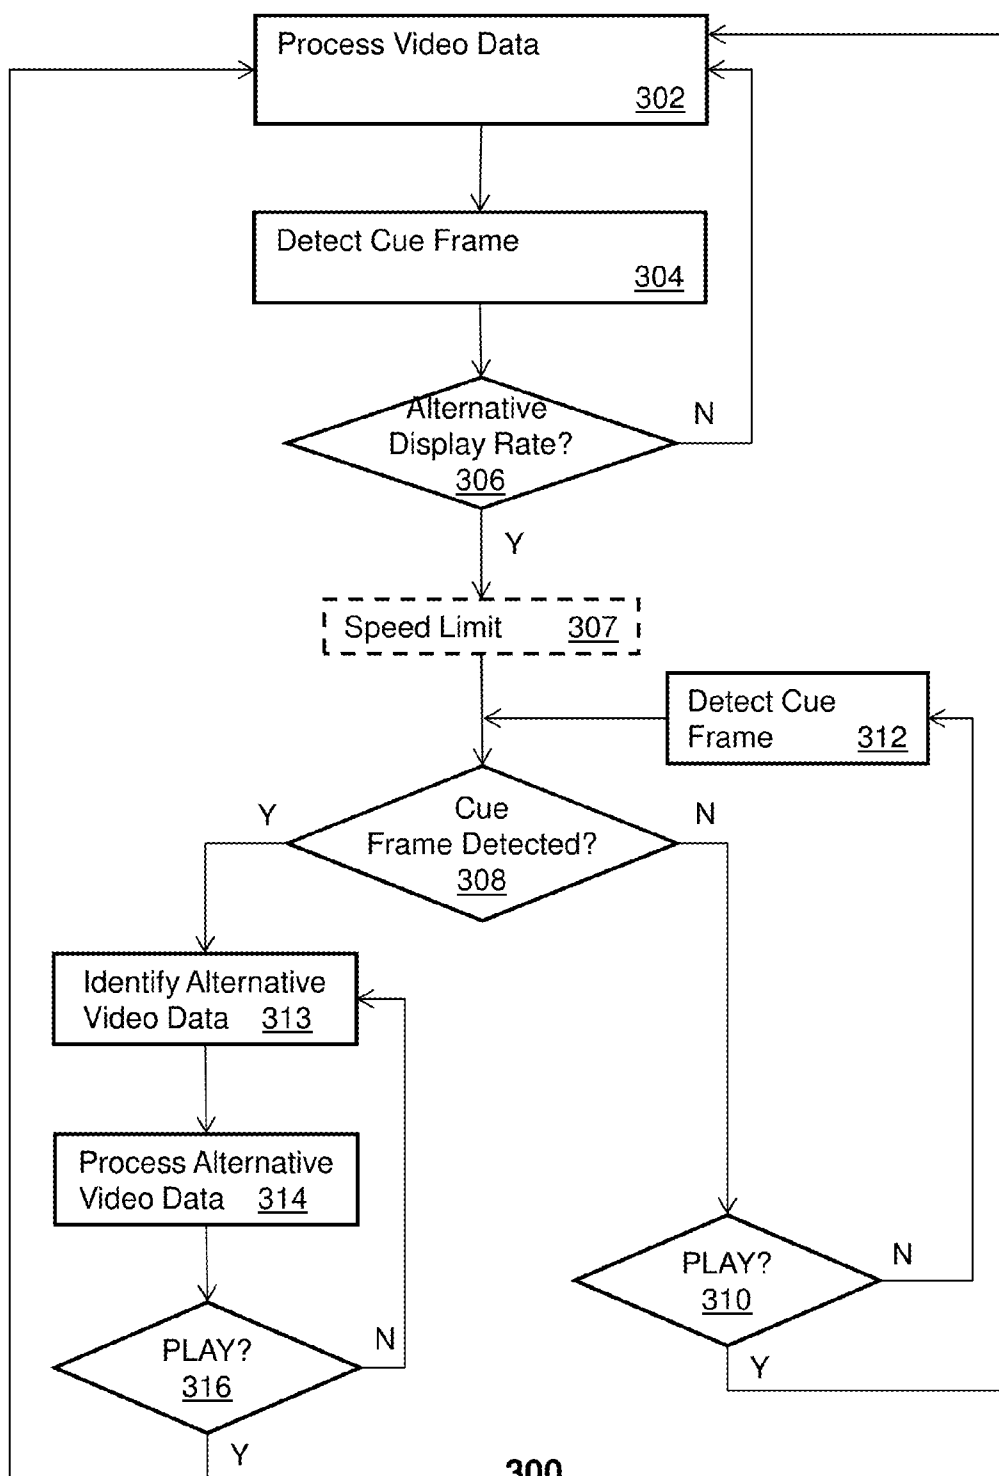 Process Video Data
302
Detect Cue Frame
304
Alternative
Display Rate?
306
N
Y
Speed Limit 307
Detect Cue
Frame 312
Y
Cue
Frame Detected?
308
N
Identify Alternative
Video Data 313
Process Alternative
Video Data 314
PLAY?
310
N
Y
PLAY?
316
N
Y
300